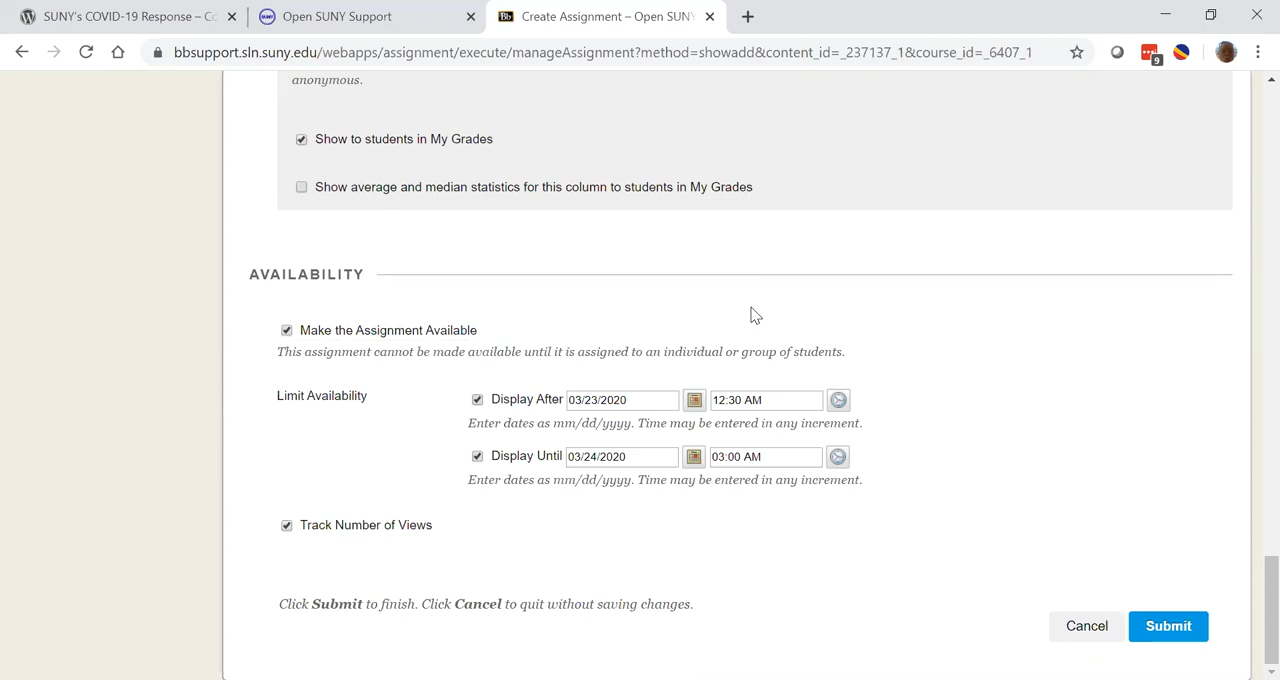 SUNY's COVID-19 Response – Co
Open SUNY Support
Create Assignment – Open SUNY
bbsupport.sln.suny.edu/webapps/assignment/execute/manageAssignment?method=showadd&content_id=_237137_1&course_id=_6407_1
9
anonymous.
Show to students in My Grades
Show average and median statistics for this column to students in My Grades
AVAILABILITY
Make the Assignment Available
This assignment cannot be made available until it is assigned to an individual or group of students.
Limit Availability
Display After 03/23/2020 12:30 AM
Enter dates as mm/dd/yyyy. Time may be entered in any increment.
Display Until 03/24/2020 03:00 AM
Enter dates as mm/dd/yyyy. Time may be entered in any increment.
Track Number of Views
Click Submit to finish. Click Cancel to quit without saving changes.
Cancel Submit